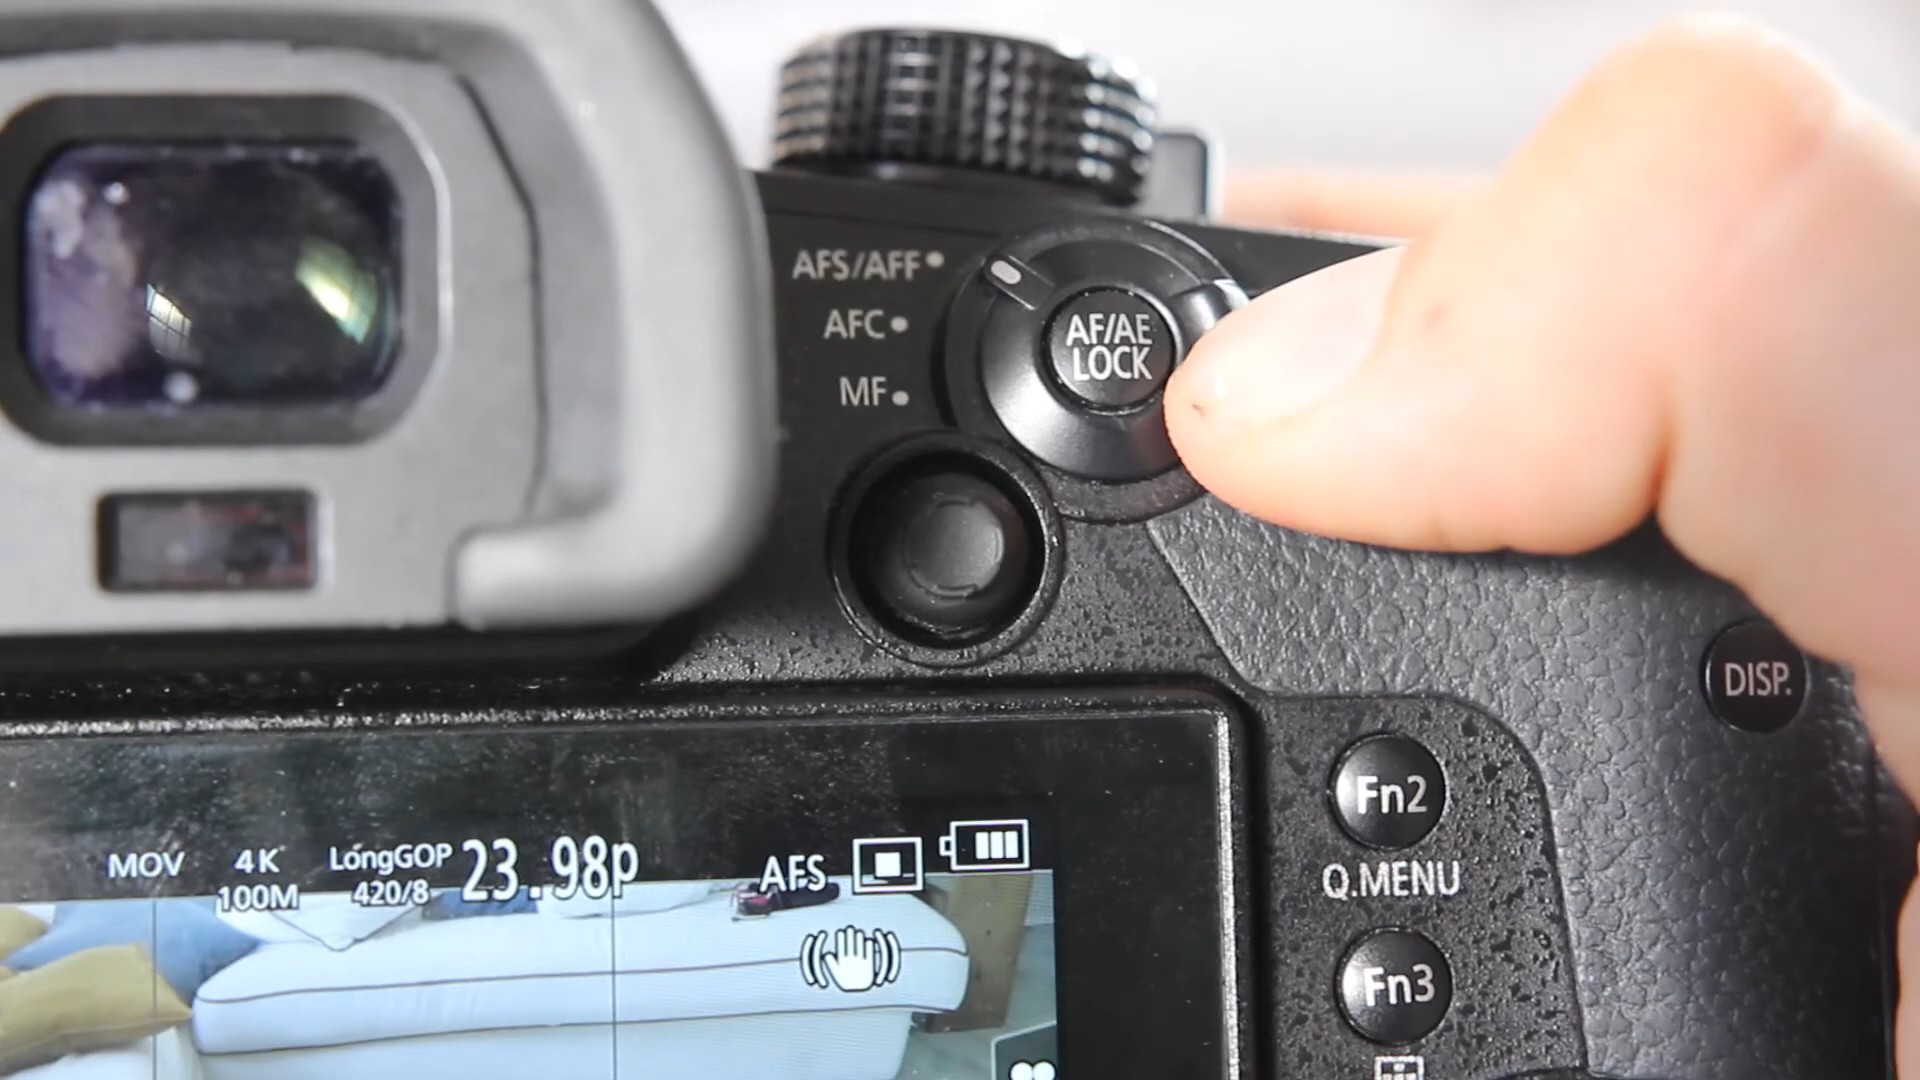 AFS/AFF
AFC
MF
AF/AE
LOCK
DISP.
Fn2
Q.MENU
Fn3
MOV 4K LongGOP 23.98p AFS
100M 420/8